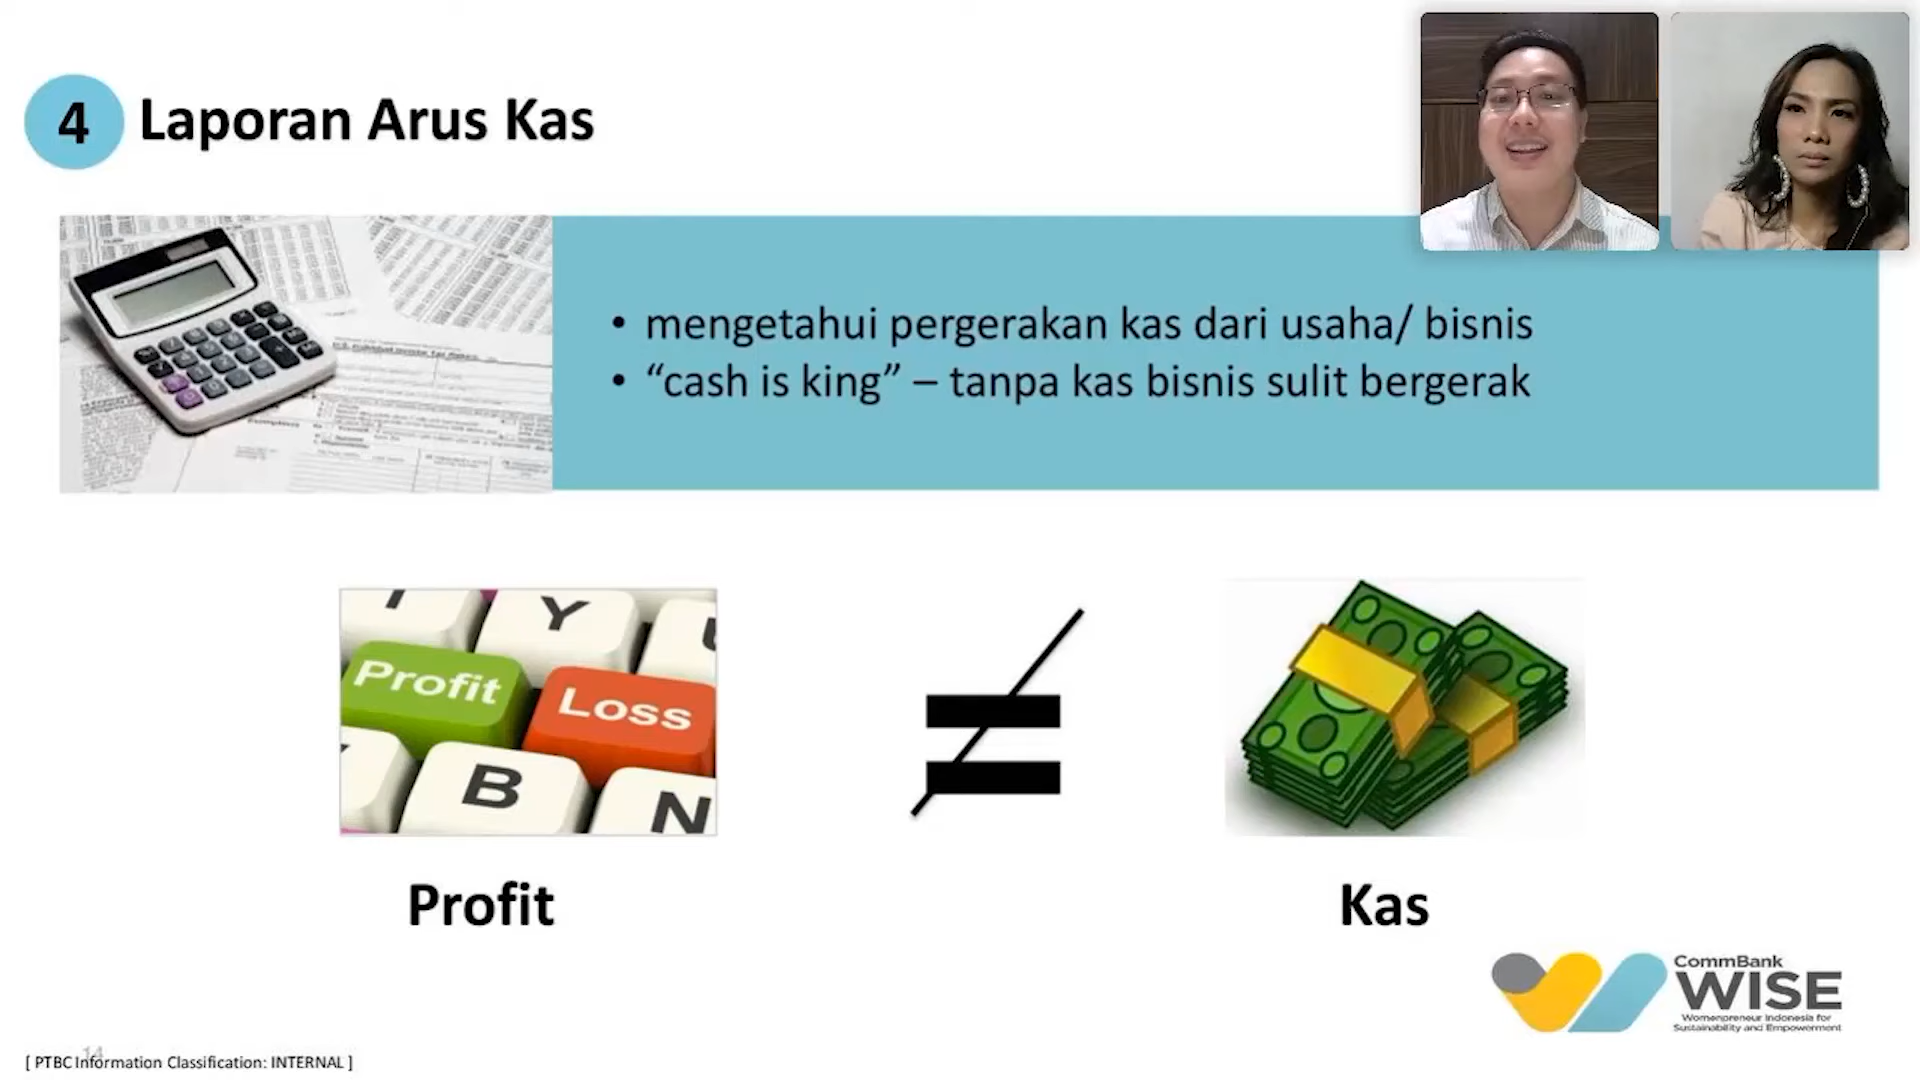 4 Laporan Arus Kas
• mengetahui pergerakan kas dari usaha/ bisnis
• “cash is king” – tanpa kas bisnis sulit bergerak
Y
Profit
Loss
B
N
Profit
Kas
CommBank
WISE
Womenpreneur Indonesia for
Sustainability and Empowerment
14
[ PTBC Information Classification: INTERNAL ]